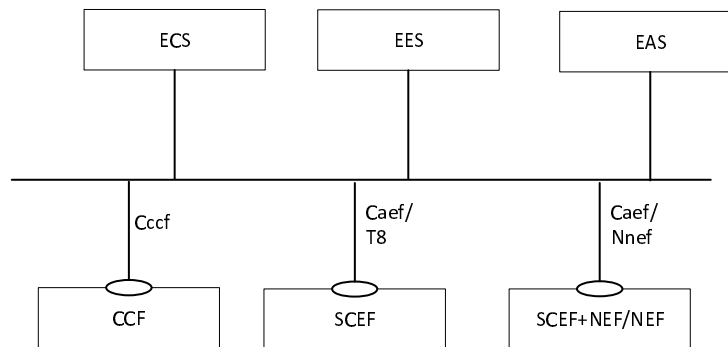 ECS
EES
EAS
Cccf
Caef/
T8
Caef/
Nnef
CCF
SCEF
SCEF+NEF/NEF